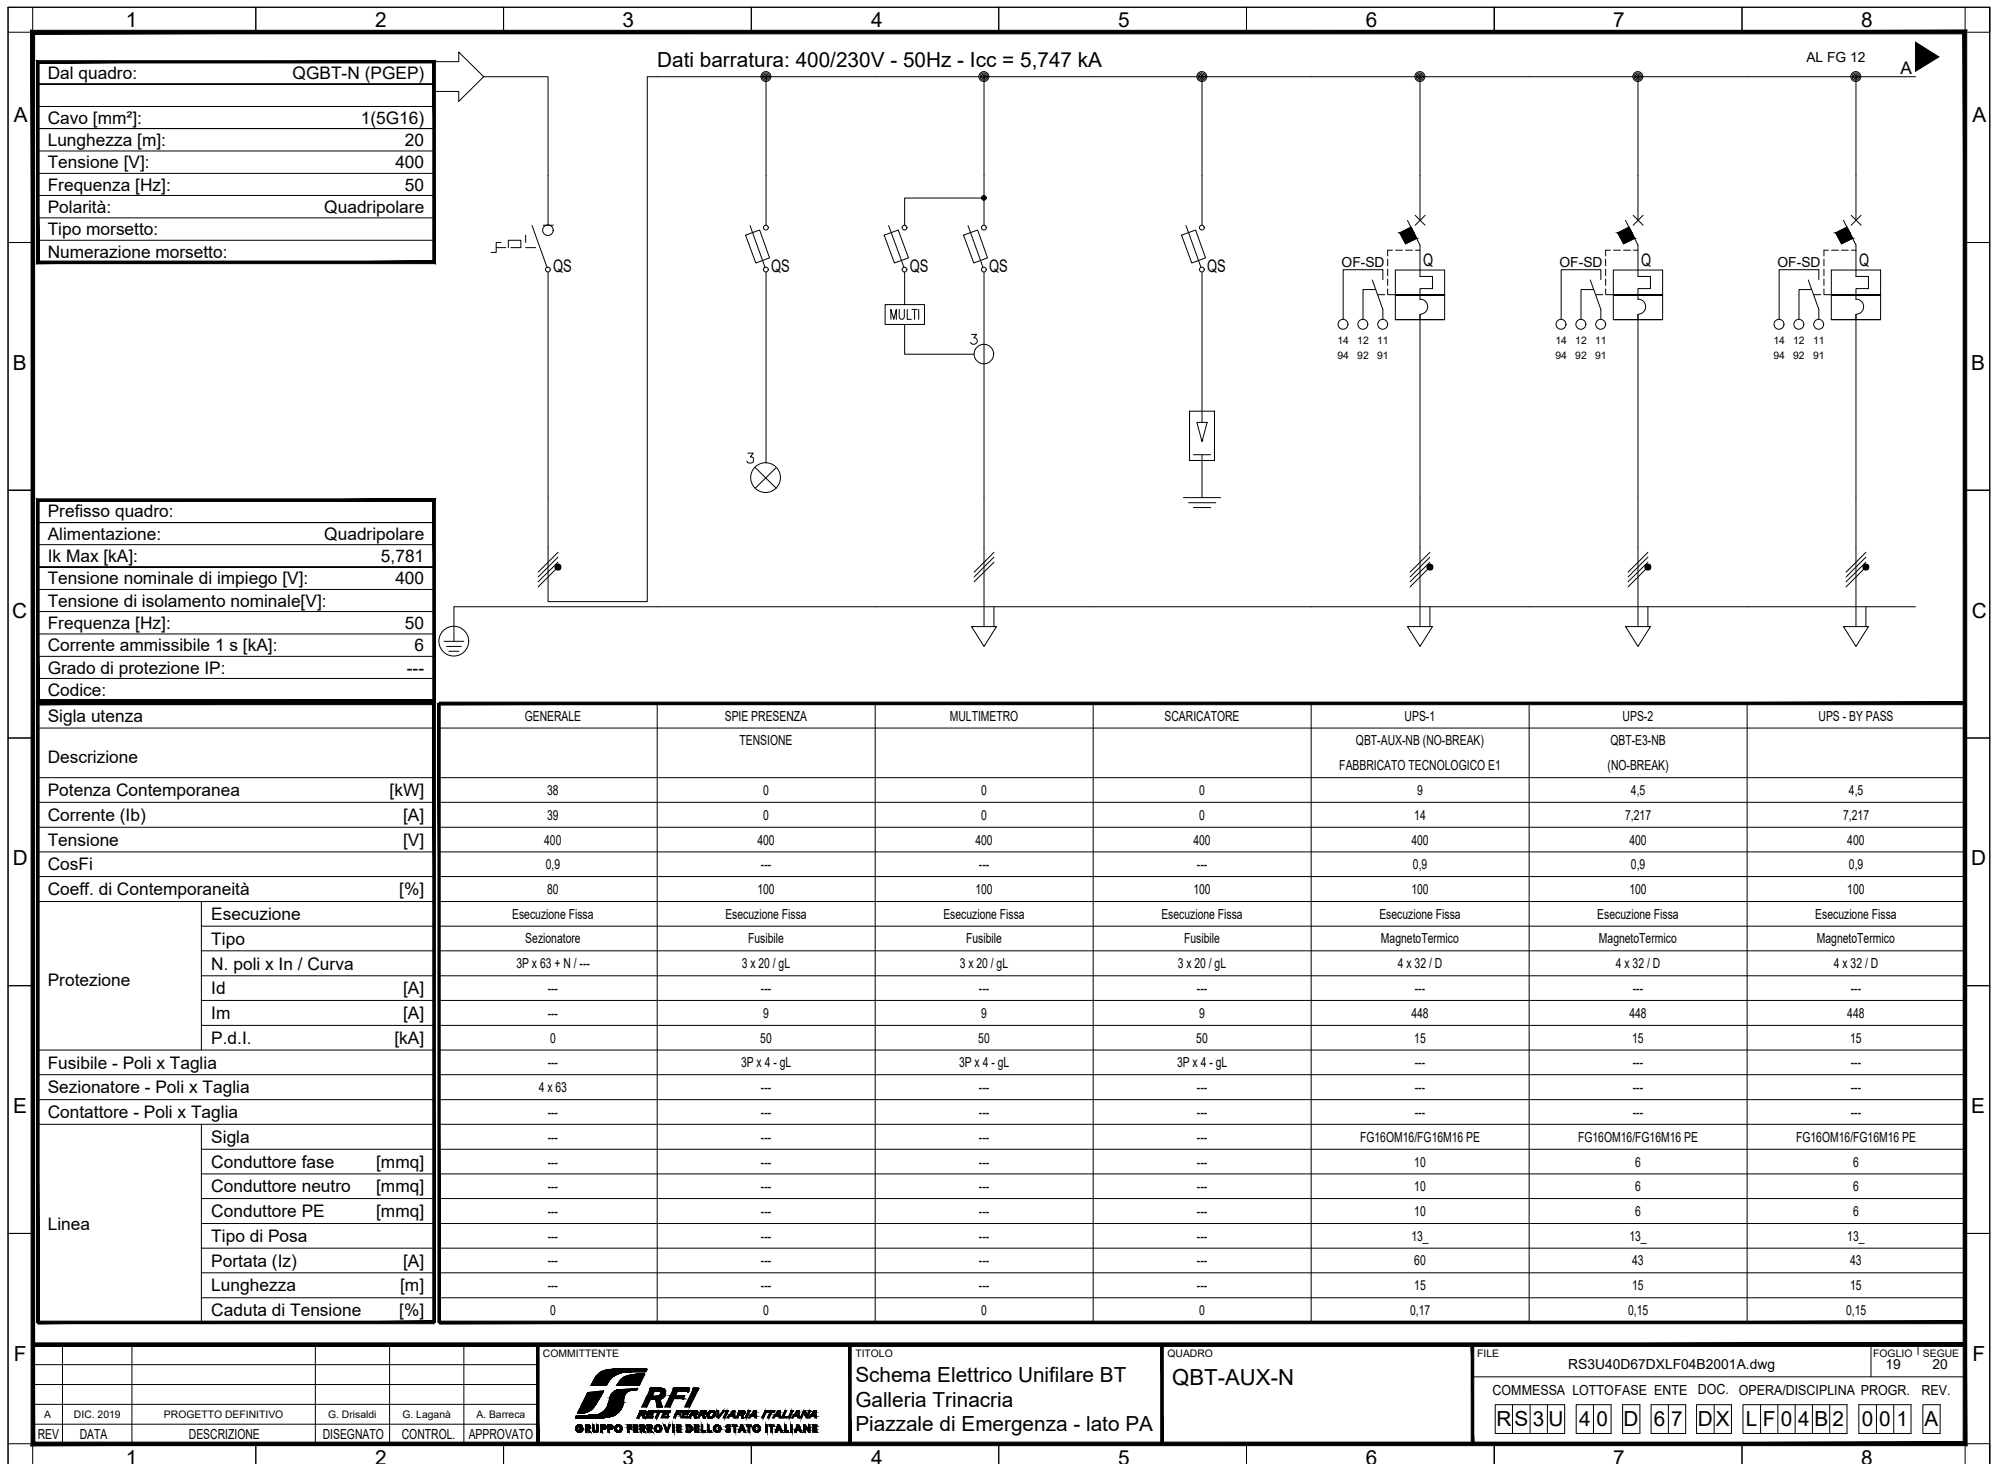 1 2 3 4 5 6 7 8
Dati barratura: 400/230V - 50Hz - Icc = 5,747 kA
AL FG 12
A
Dal quadro: QGBT-N (PGEP)
Cavo [mm²]: 1(5G16)
Lunghezza [m]: 20
Tensione [V]: 400
Frequenza [Hz]: 50
Polarità: Quadripolare
Tipo morsetto:
Numerazione morsetto:
A A
QS QS QS QS QS
OF-SD Q OF-SD Q OF-SD Q
MULTI
3
14 12 11 14 12 11 14 12 11
94 92 91 94 92 91 94 92 91
B B
3
Prefisso quadro:
Alimentazione: Quadripolare
Ik Max [kA]: 5,781
Tensione nominale di impiego [V]: 400
Tensione di isolamento nominale[V]:
Frequenza [Hz]: 50
Corrente ammissibile 1 s [kA]: 6
Grado di protezione IP: ---
Codice:
C C
Sigla utenza GENERALE SPIE PRESENZA MULTIMETRO SCARICATORE UPS-1 UPS-2 UPS - BY PASS
Descrizione TENSIONE QBT-AUX-NB (NO-BREAK) QBT-E3-NB
FABBRICATO TECNOLOGICO E1 (NO-BREAK)
Potenza Contemporanea [kW] 38 0 0 0 9 4,5 4,5
Corrente (Ib) [A] 39 0 0 0 14 7,217 7,217
Tensione [V] 400 400 400 400 400 400 400
CosFi 0,9 --- --- --- 0,9 0,9 0,9
Coeff. di Contemporaneità [%] 80 100 100 100 100 100 100
D D
Protezione
Esecuzione Esecuzione Fissa Esecuzione Fissa Esecuzione Fissa Esecuzione Fissa Esecuzione Fissa Esecuzione Fissa Esecuzione Fissa
Tipo Sezionatore Fusibile Fusibile Fusibile MagnetoTermico MagnetoTermico MagnetoTermico
N. poli x In / Curva 3P x 63 + N / --- 3 x 20 / gL 3 x 20 / gL 3 x 20 / gL 4 x 32 / D 4 x 32 / D 4 x 32 / D
Id [A] --- --- --- --- --- --- ---
Im [A] --- 9 9 9 448 448 448
P.d.I. [kA] 0 50 50 50 15 15 15
Fusibile - Poli x Taglia --- 3P x 4 - gL 3P x 4 - gL 3P x 4 - gL --- --- ---
Sezionatore - Poli x Taglia 4 x 63 --- --- --- --- --- ---
Contattore - Poli x Taglia --- --- --- --- --- --- ---
E E
Linea
Sigla --- --- --- --- FG16OM16/FG16M16 PE FG16OM16/FG16M16 PE FG16OM16/FG16M16 PE
Conduttore fase [mmq] --- --- --- --- 10 6 6
Conduttore neutro [mmq] --- --- --- --- 10 6 6
Conduttore PE [mmq] --- --- --- --- 10 6 6
Tipo di Posa --- --- --- --- 13_ 13_ 13_
Portata (Iz) [A] --- --- --- --- 60 43 43
Lunghezza [m] --- --- --- --- 15 15 15
Caduta di Tensione [%] 0 0 0 0 0,17 0,15 0,15
F F
A DIC. 2019 PROGETTO DEFINITIVO G. Drisaldi G. Laganà A. Barreca
REV DATA DESCRIZIONE DISEGNATO CONTROL. APPROVATO
COMMITTENTE
RFI
RETE FERROVIARIA ITALIANA
GRUPPO FERROVIE DELLO STATO ITALIANE
TITOLO
Schema Elettrico Unifilare BT
Galleria Trinacria
Piazzale di Emergenza - lato PA
QUADRO
QBT-AUX-N
FILE
RS3U40D67DXLF04B2001A.dwg
FOGLIO SEGUE
19 20
COMMESSA LOTTO FASE ENTE DOC. OPERA/DISCIPLINA PROGR. REV.
RS3U 40 D 67 DX LF04B2 001 A
1 2 3 4 5 6 7 8